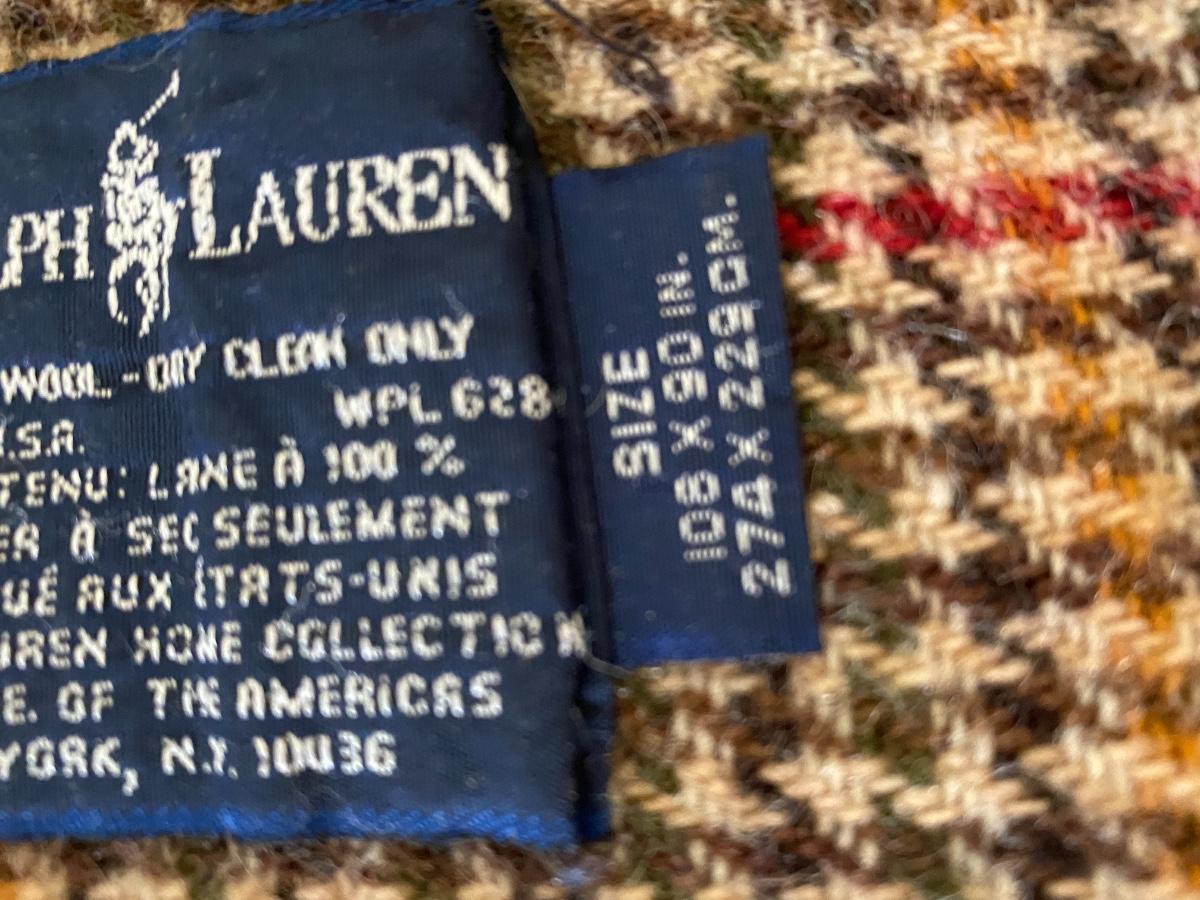 LPH LAUREN
WOOL - DRY CLEAN ONLY
WPL 628
.S.A.
TENU: LAINE À 100 %
ER À SEC SEULEMENT
UÉ AUX ÉTATS-UNIS
UREN HOME COLLECTION
E. OF THE AMERICAS
YORK, N.Y. 10036
SIZE
108 X 90 IN.
274 X 229 CM.